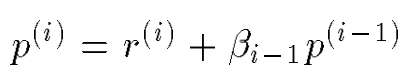 p^{(i)} = r^{(i)} + β_{i−1} p^{(i−1)}